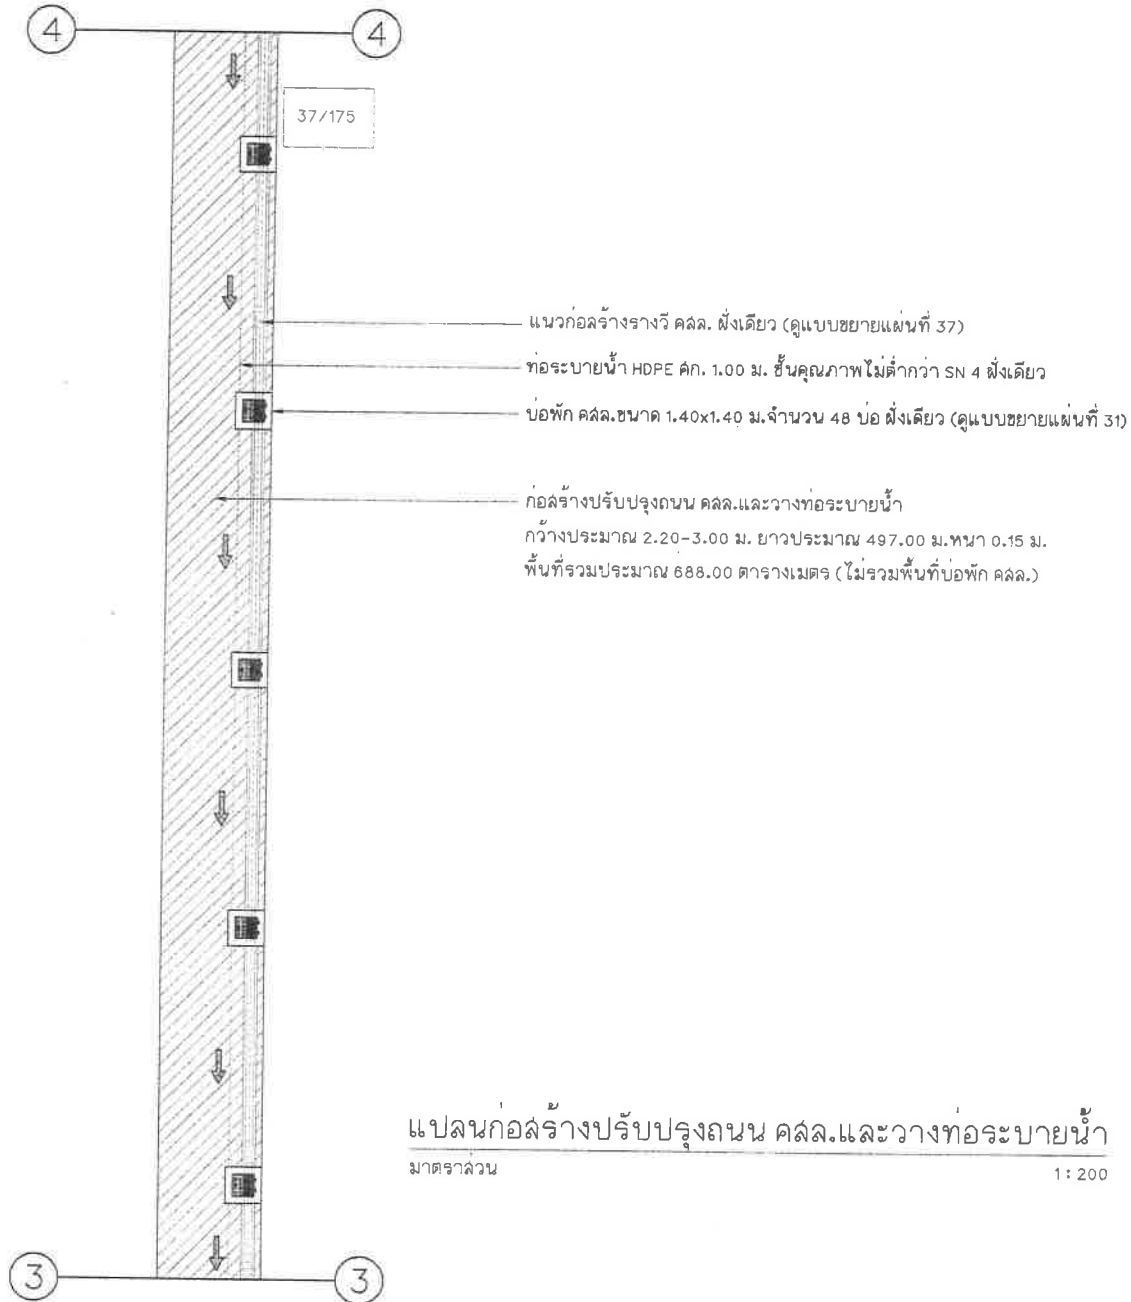 4 4
37/175
แนวก่อสร้างรางวี คสล. ฝั่งเดียว (ดูแบบขยายแผ่นที่ 37)
ท่อระบายน้ำ HDPE ศก. 1.00 ม. ชั้นคุณภาพไม่ต่ำกว่า SN 4 ฝั่งเดียว
บ่อพัก คสล.ขนาด 1.40x1.40 ม.จำนวน 48 บ่อ ฝั่งเดียว (ดูแบบขยายแผ่นที่ 31)
ก่อสร้างปรับปรุงถนน คสล.และวางท่อระบายน้ำ
กว้างประมาณ 2.20-3.00 ม. ยาวประมาณ 497.00 ม.หนา 0.15 ม.
พื้นที่รวมประมาณ 688.00 ตารางเมตร (ไม่รวมพื้นที่บ่อพัก คสล.)
แปลนก่อสร้างปรับปรุงถนน คสล.และวางท่อระบายน้ำ
มาตราส่วน 1:200
3 3